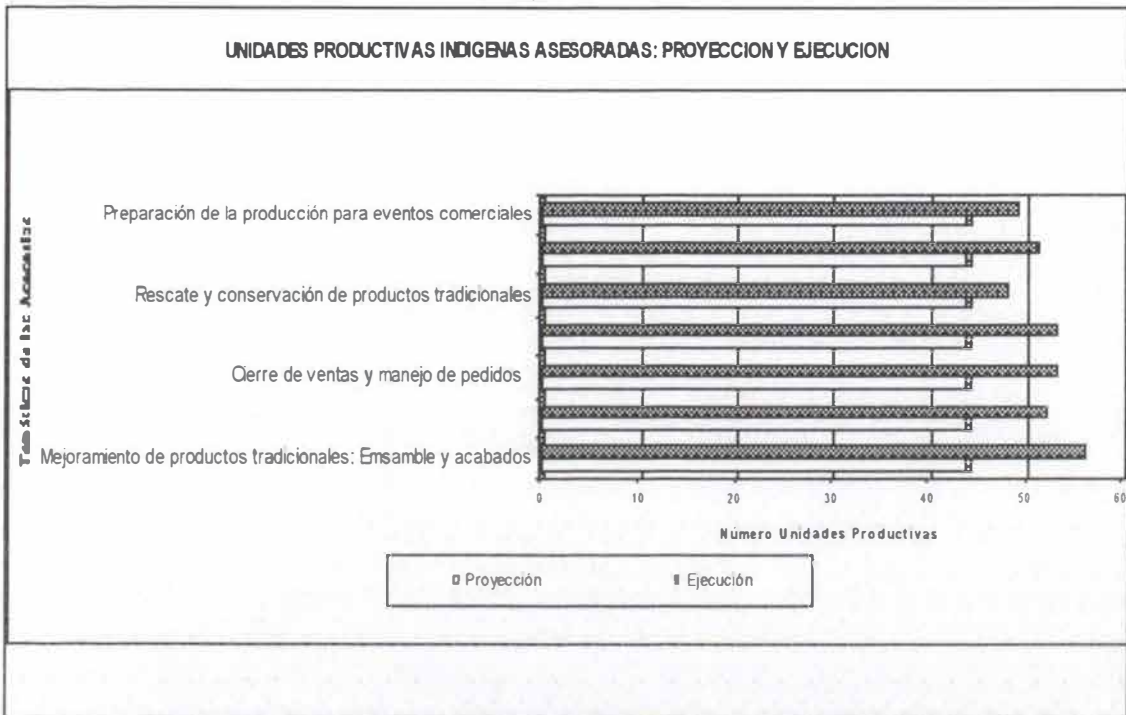 UNIDADES PRODUCTIVAS INDIGENAS ASESORADAS: PROYECCION Y EJECUCION
Preparación de la producción para eventos comerciales
Rescate y conservación de productos tradicionales
Cierre de ventas y manejo de pedidos
Mejoramiento de productos tradicionales: Emsamble y acabados
0 10 20 30 40 50 60
Número Unidades Productivas
Proyección Ejecución